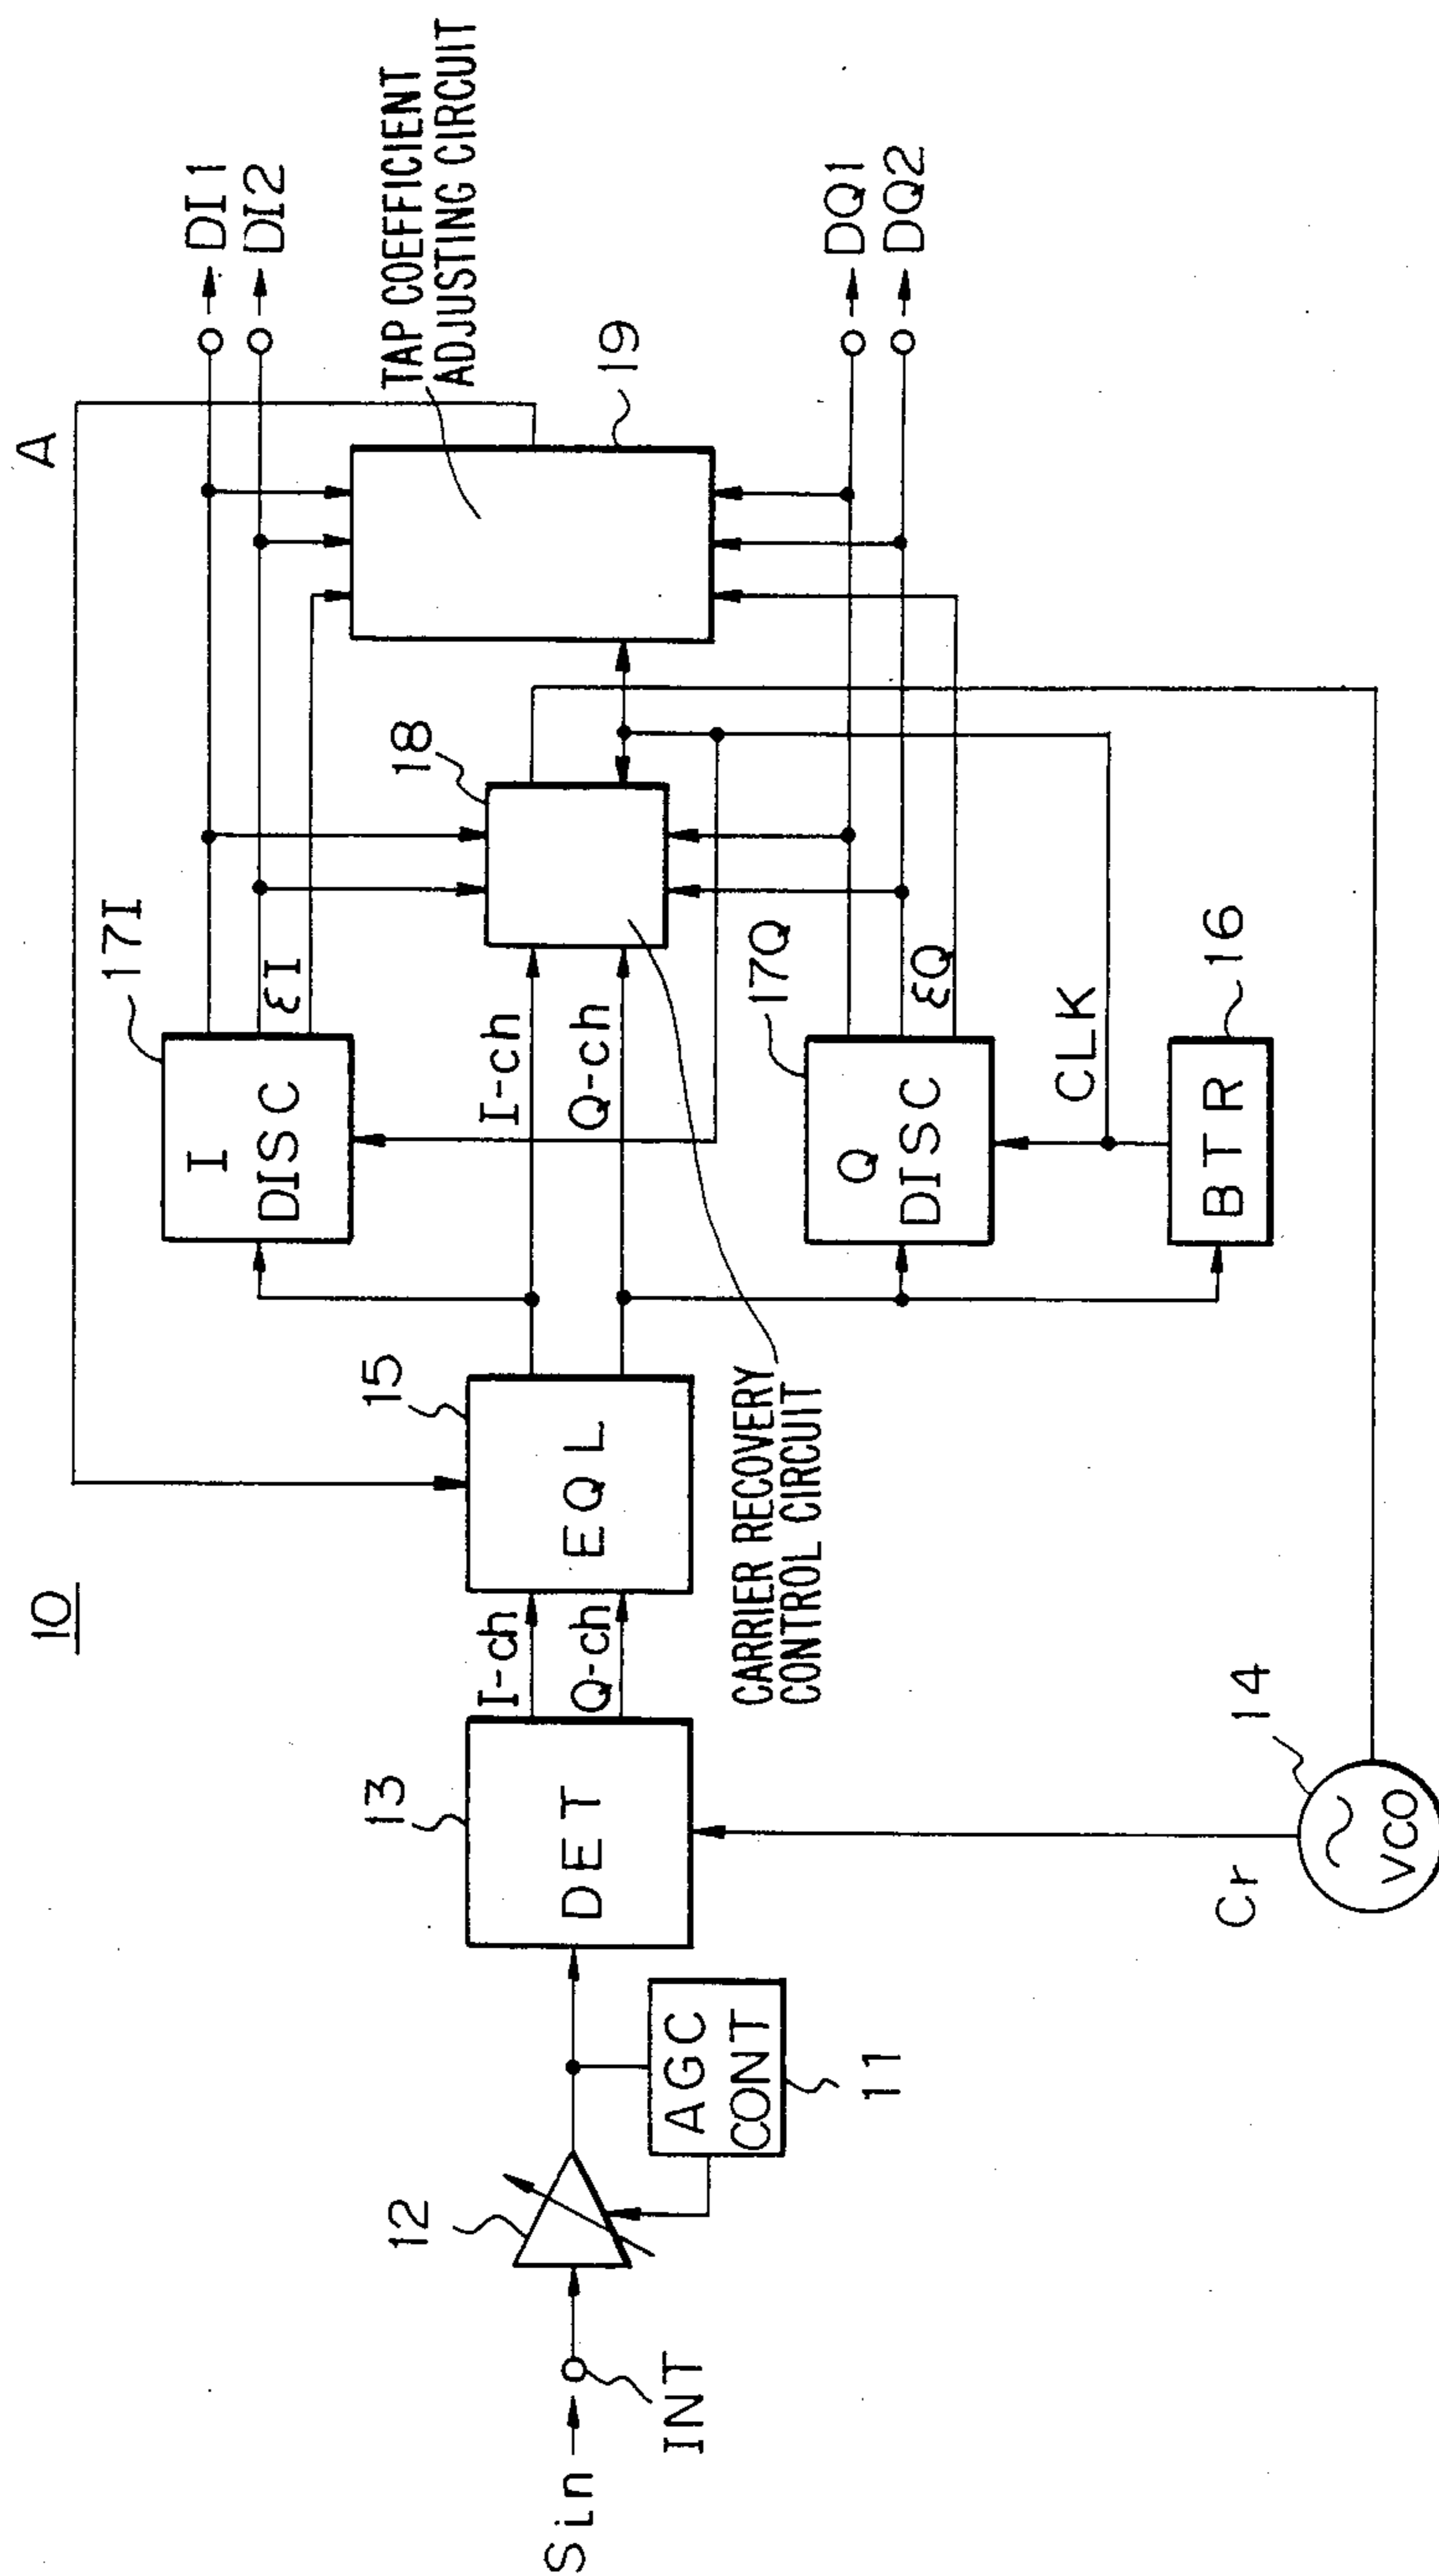 10
A
Sin
INT
12
AGC
CONT
11
13
DET
Cr
14
VCO
I-ch
Q-ch
15
EQL
CARRIER RECOVERY
CONTROL CIRCUIT
I-ch
Q-ch
17I
I
DISC
εI
17Q
Q
DISC
εQ
CLK
16
BTR
18
19
TAP COEFFICIENT
ADJUSTING CIRCUIT
DI1
DI2
DQ1
DQ2